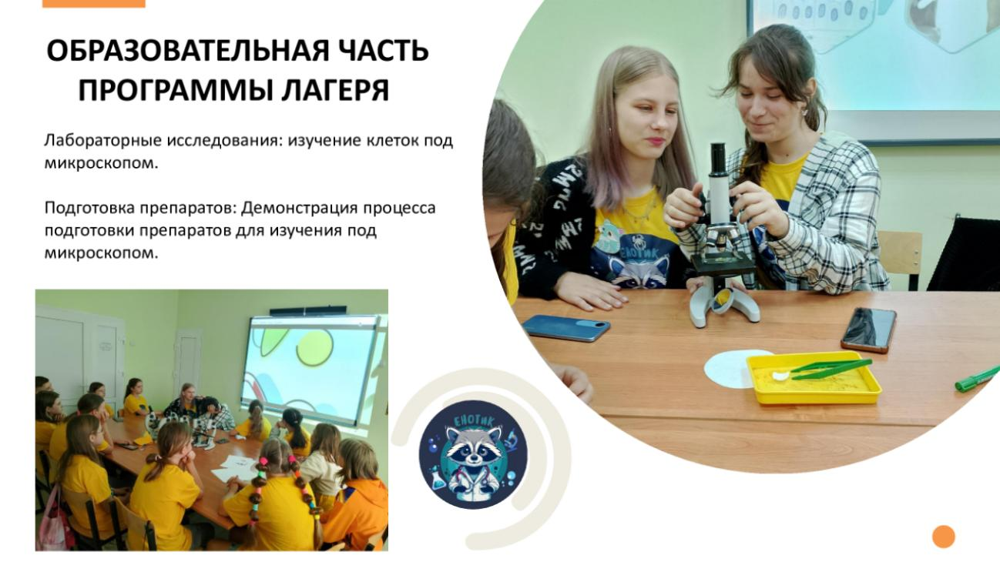 ОБРАЗОВАТЕЛЬНАЯ ЧАСТЬ
ПРОГРАММЫ ЛАГЕРЯ
Лабораторные исследования: изучение клеток под
микроскопом.
Подготовка препаратов: Демонстрация процесса
подготовки препаратов для изучения под
микроскопом.
ЕНОТИК
ЕНОТИК